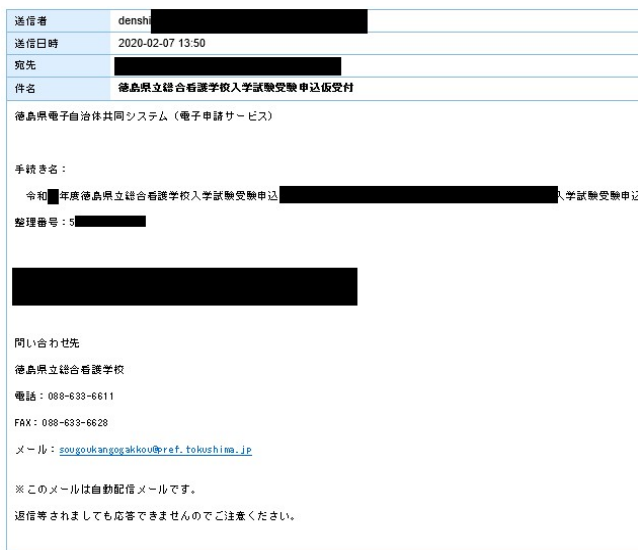 送信者 denshi
送信日時 2020-02-07 13:50
宛先
件名 徳島県立総合看護学校入学試験受験申込仮受付
徳島県電子自治体共同システム（電子申請サービス）
手続き名：
令和 年度徳島県立総合看護学校入学試験受験申込 入学試験受験申込
整理番号：5
問い合わせ先
徳島県立総合看護学校
電話：088-633-6611
FAX：088-633-6628
メール：sougoukangogakkou@pref.tokushima.jp
※このメールは自動配信メールです。
返信等されましても応答できませんのでご注意ください。